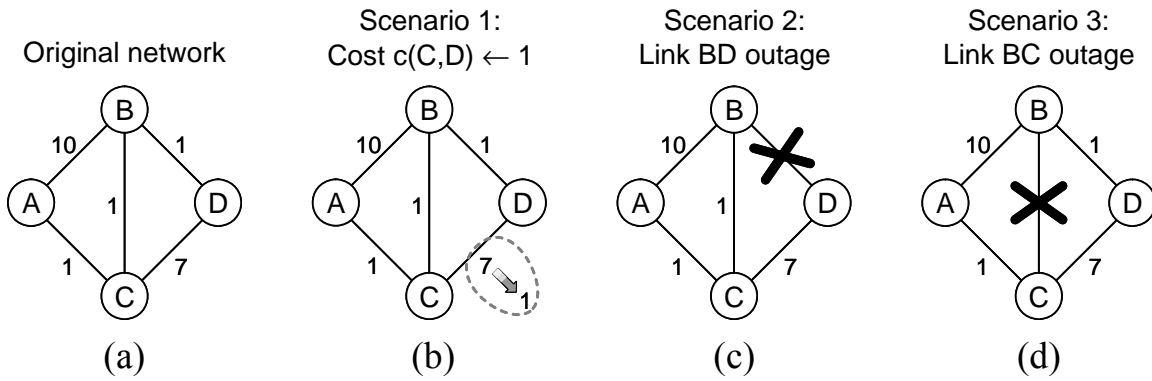 Original network
B
10
1
A
1
D
1
7
C
(a)
Scenario 1:
Cost c(C,D) ← 1
B
10
1
A
1
D
1
7
1
C
(b)
Scenario 2:
Link BD outage
B
10
1
A
1
D
1
7
C
(c)
Scenario 3:
Link BC outage
B
10
1
A
D
1
7
C
(d)